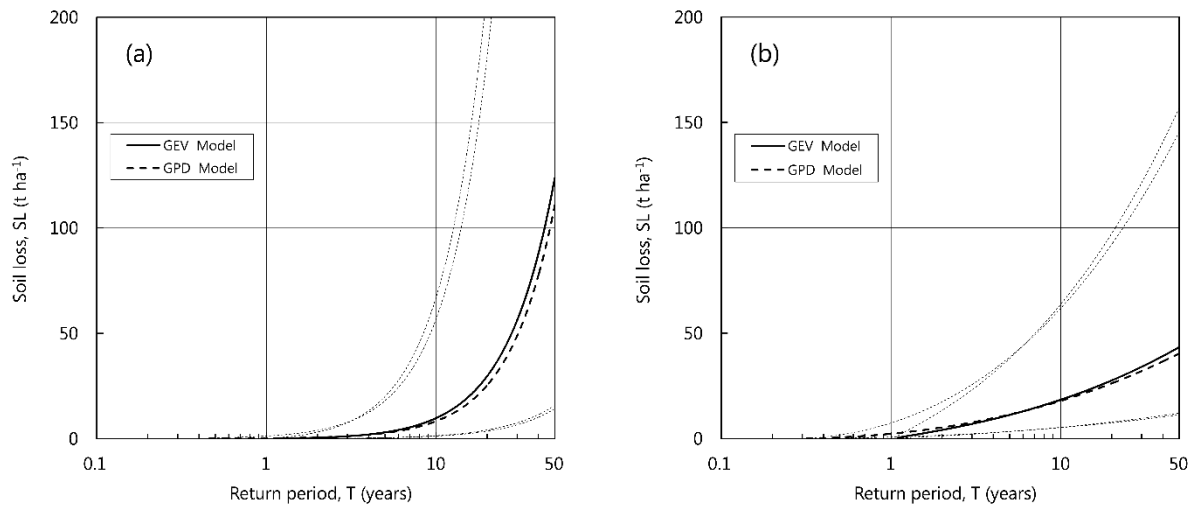 200
(a)
150
GEV Model
GPD Model
100
50
0
0.1
1
10
50
Soil loss, SL (t ha⁻¹)
Return period, T (years)
200
(b)
150
GEV Model
GPD Model
100
50
0
0.1
1
10
50
Soil loss, SL (t ha⁻¹)
Return period, T (years)